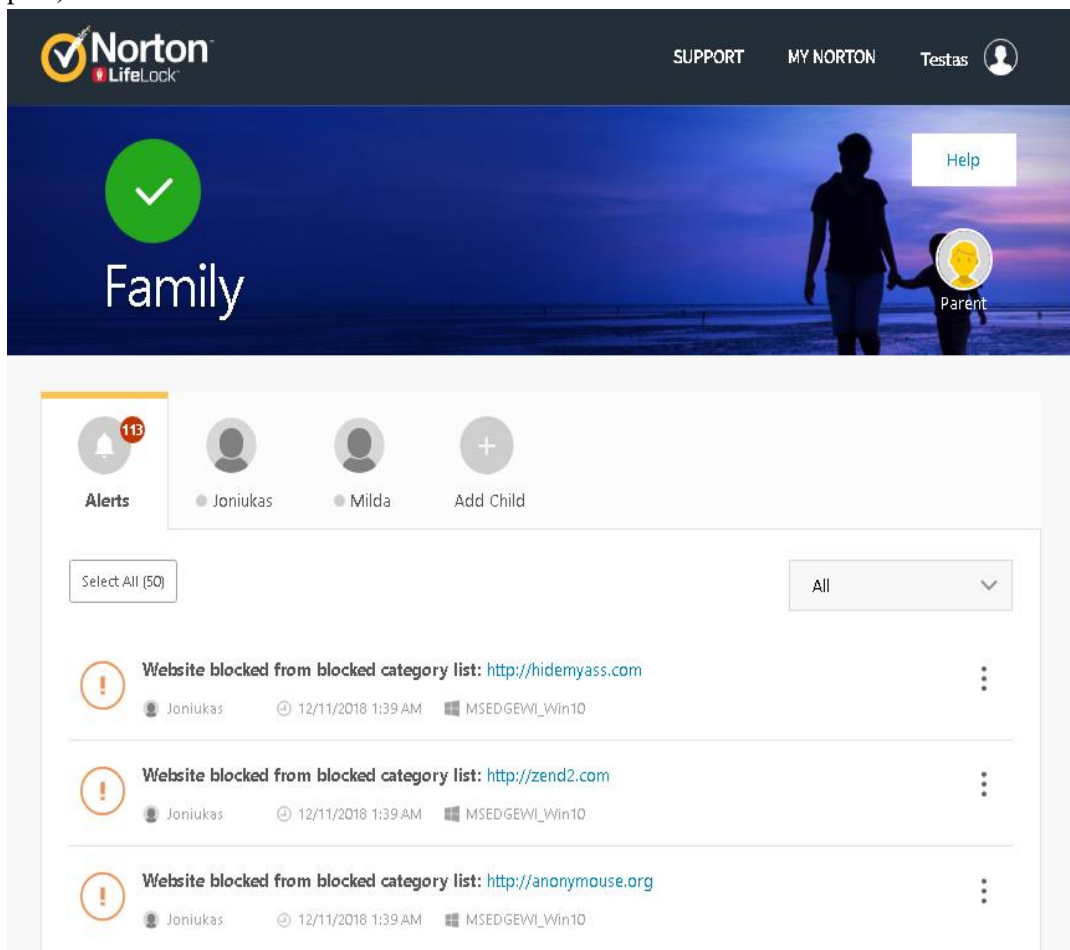 Norton
LifeLock
SUPPORT MY NORTON Testas
Help
Family
Parent
113
Alerts Joniukas Milda Add Child
Select All (50) All
Website blocked from blocked category list: http://hidemyass.com
Joniukas 12/11/2018 1:39 AM MSEDGEWI_Win10
Website blocked from blocked category list: http://zend2.com
Joniukas 12/11/2018 1:39 AM MSEDGEWI_Win10
Website blocked from blocked category list: http://anonymouse.org
Joniukas 12/11/2018 1:39 AM MSEDGEWI_Win10